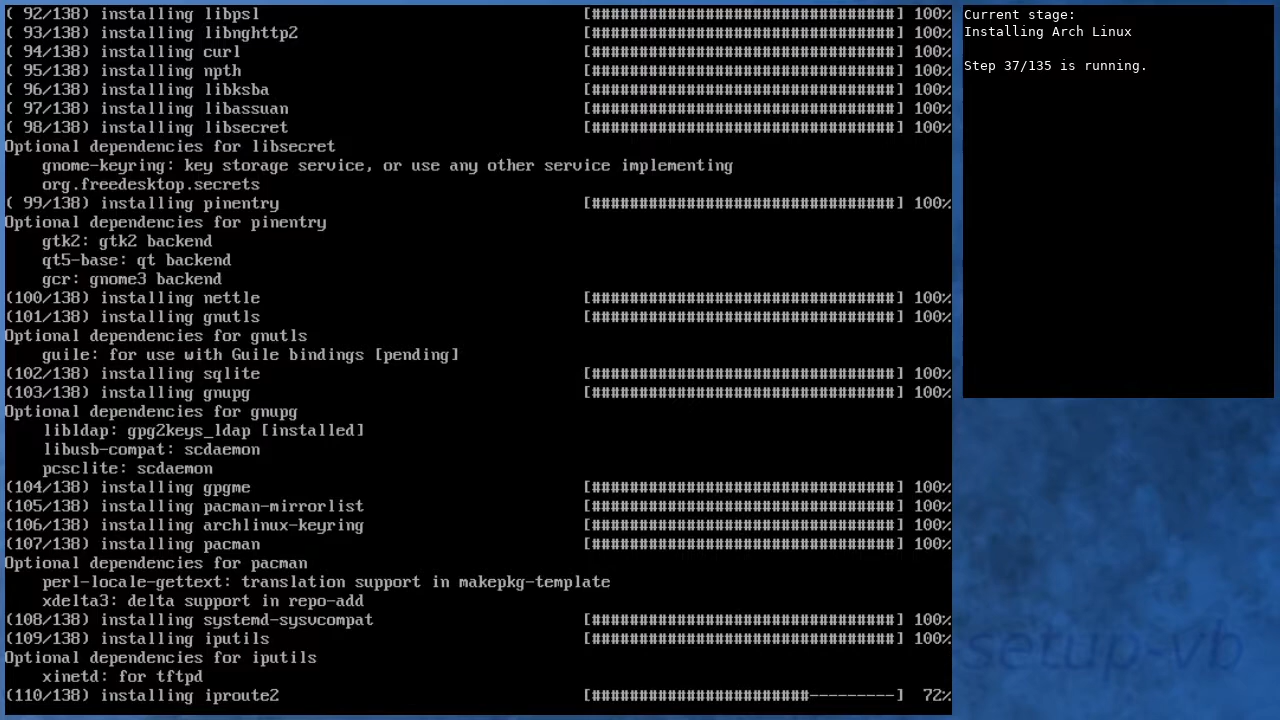 ( 92/138) installing libpsl [################################] 100%
( 93/138) installing libnghttp2 [################################] 100%
( 94/138) installing curl [################################] 100%
( 95/138) installing npth [################################] 100%
( 96/138) installing libksba [################################] 100%
( 97/138) installing libassuan [################################] 100%
( 98/138) installing libsecret [################################] 100%
Optional dependencies for libsecret
gnome-keyring: key storage service, or use any other service implementing
org.freedesktop.secrets
( 99/138) installing pinentry [################################] 100%
Optional dependencies for pinentry
gtk2: gtk2 backend
qt5-base: qt backend
gcr: gnome3 backend
(100/138) installing nettle [################################] 100%
(101/138) installing gnutls [################################] 100%
Optional dependencies for gnutls
guile: for use with Guile bindings [pending]
(102/138) installing sqlite [################################] 100%
(103/138) installing gnupg [################################] 100%
Optional dependencies for gnupg
libldap: gpg2keys_ldap [installed]
libusb-compat: scdaemon
pcsclite: scdaemon
(104/138) installing gpgme [################################] 100%
(105/138) installing pacman-mirrorlist [################################] 100%
(106/138) installing archlinux-keyring [################################] 100%
(107/138) installing pacman [################################] 100%
Optional dependencies for pacman
perl-locale-gettext: translation support in makepkg-template
xdelta3: delta support in repo-add
(108/138) installing systemd-sysvcompat [################################] 100%
(109/138) installing iputils [################################] 100%
Optional dependencies for iputils
xinetd: for tftpd
(110/138) installing iproute2 [#######################---------] 72%
Current stage:
Installing Arch Linux
Step 37/135 is running.
setup-vb